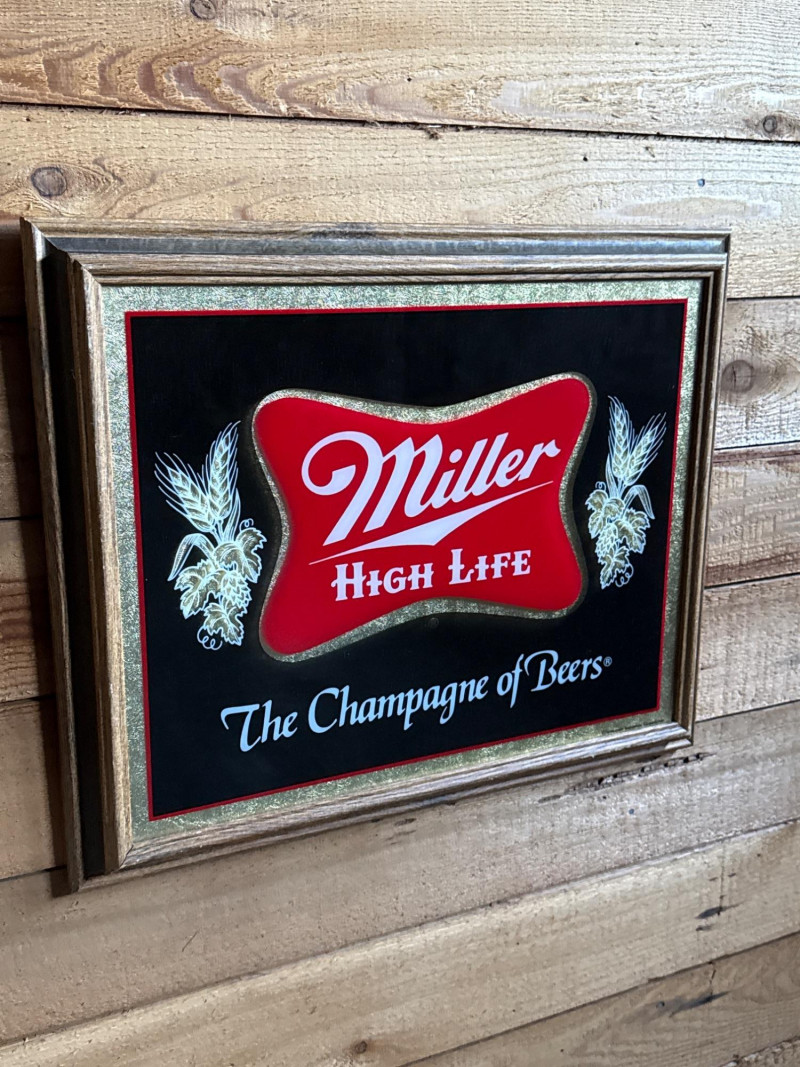 Miller
HIGH LIFE
The Champagne of Beers®